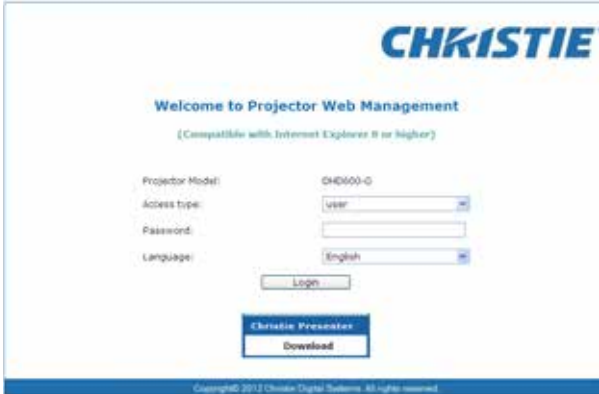 CHRISTIE
Welcome to Projector Web Management
(Compatible with Internet Explorer 8 or higher)
Projector Model: DHD600-G
Access type: user
Password:
Language: English
Login
Christie Presenter
Download
Copyright© 2012 Christie Digital Systems. All rights reserved.